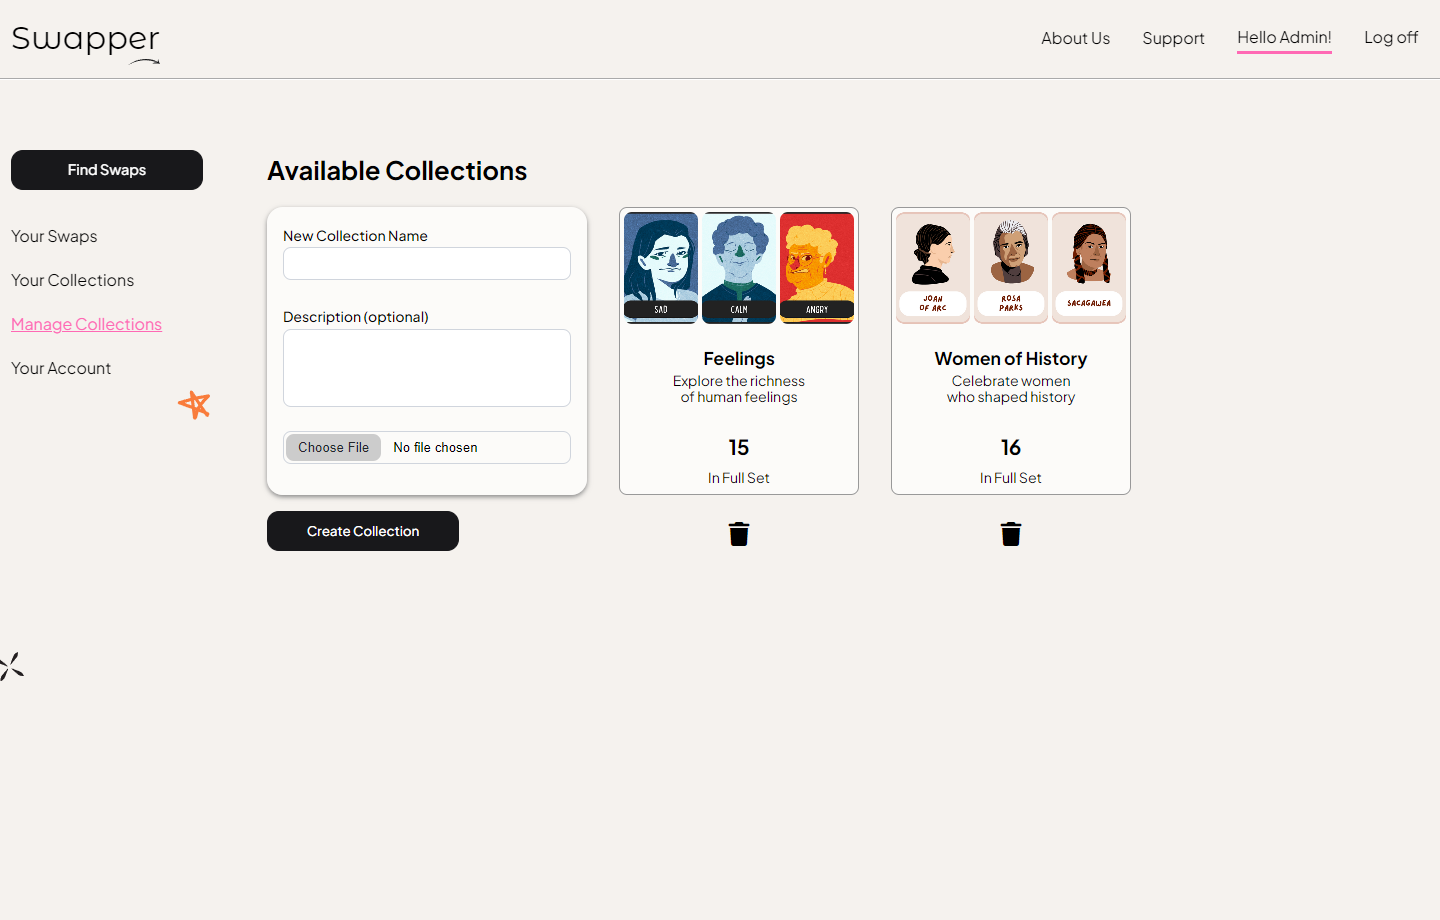 Swapper
About Us
Support
Hello Admin!
Log off
Find Swaps
Your Swaps
Your Collections
Manage Collections
Your Account
Available Collections
New Collection Name
Description (optional)
Choose File No file chosen
Create Collection
SAD
CALM
ANGRY
Feelings
Explore the richness
of human feelings
15
In Full Set
JOAN
OF ARC
ROSA
PARKS
SACAGAWEA
Women of History
Celebrate women
who shaped history
16
In Full Set